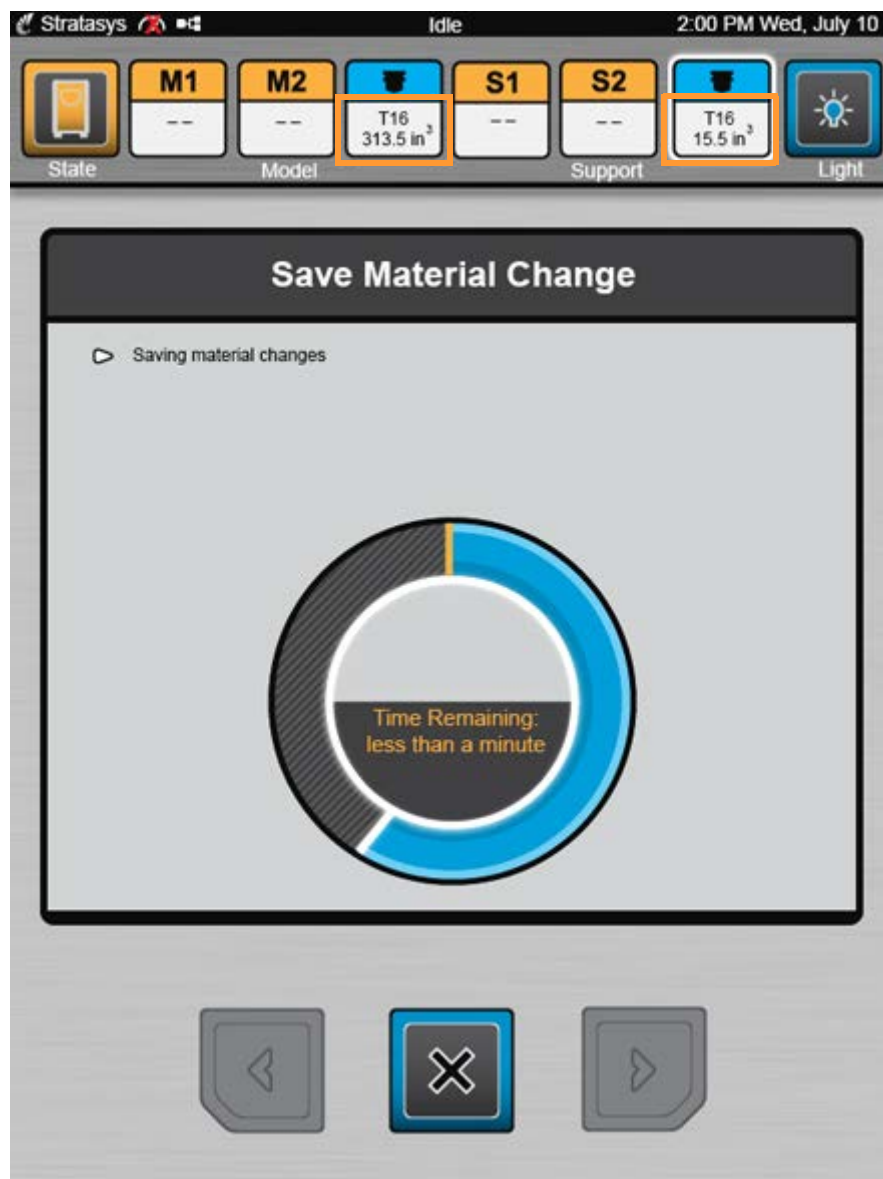 Stratasys Idle 2:00 PM Wed, July 10
M1 M2 S1 S2
-- -- T16 -- -- T16
313.5 in³ 15.5 in³
State Model Support Light
Save Material Change
Saving material changes
Time Remaining:
less than a minute